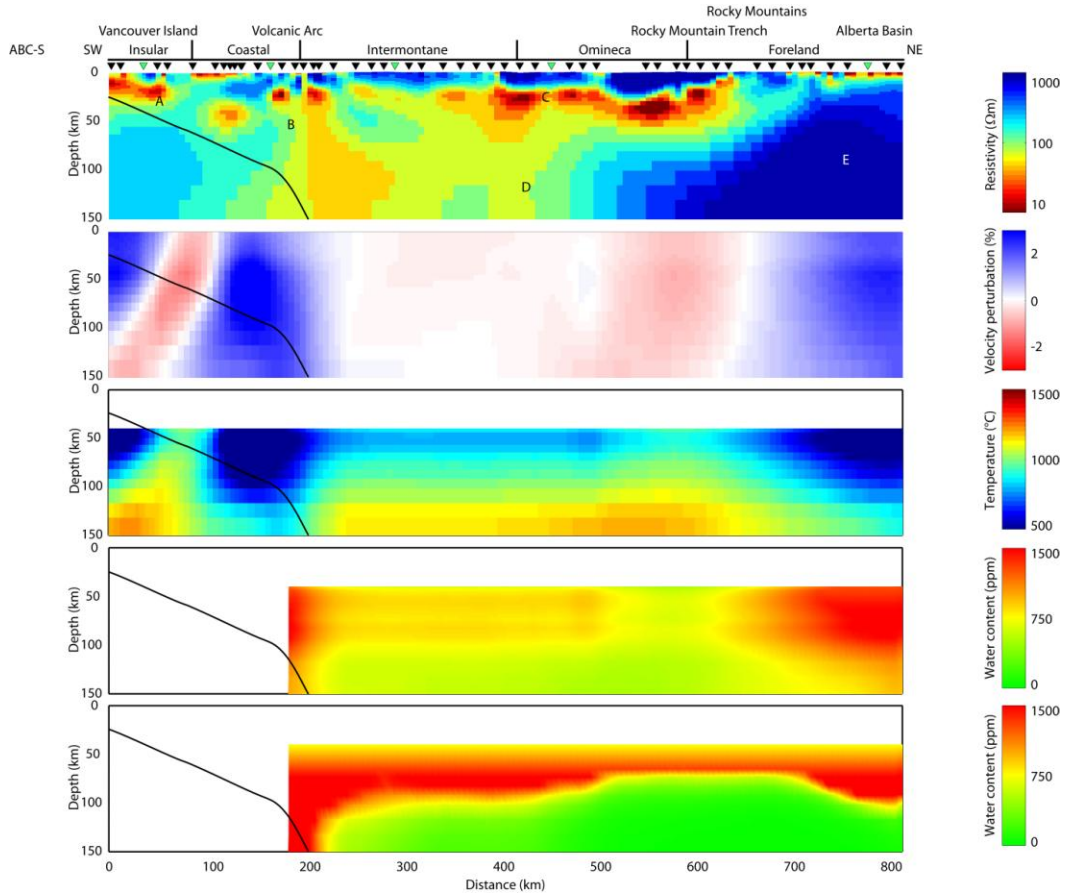 Rocky Mountains
Vancouver Island Volcanic Arc Rocky Mountain Trench Alberta Basin
ABC-S SW Insular Coastal Intermontane Omineca Foreland NE
0
50
100
150
Depth (km)
A
B
C
D
E
1000
100
10
Resistivity (Ωm)
0
50
100
150
Depth (km)
2
0
-2
Velocity perturbation (%)
0
50
100
150
Depth (km)
1500
1000
500
Temperature (°C)
0
50
100
150
Depth (km)
1500
750
0
Water content (ppm)
0
50
100
150
Depth (km)
1500
750
0
Water content (ppm)
0 100 200 300 400 500 600 700 800
Distance (km)